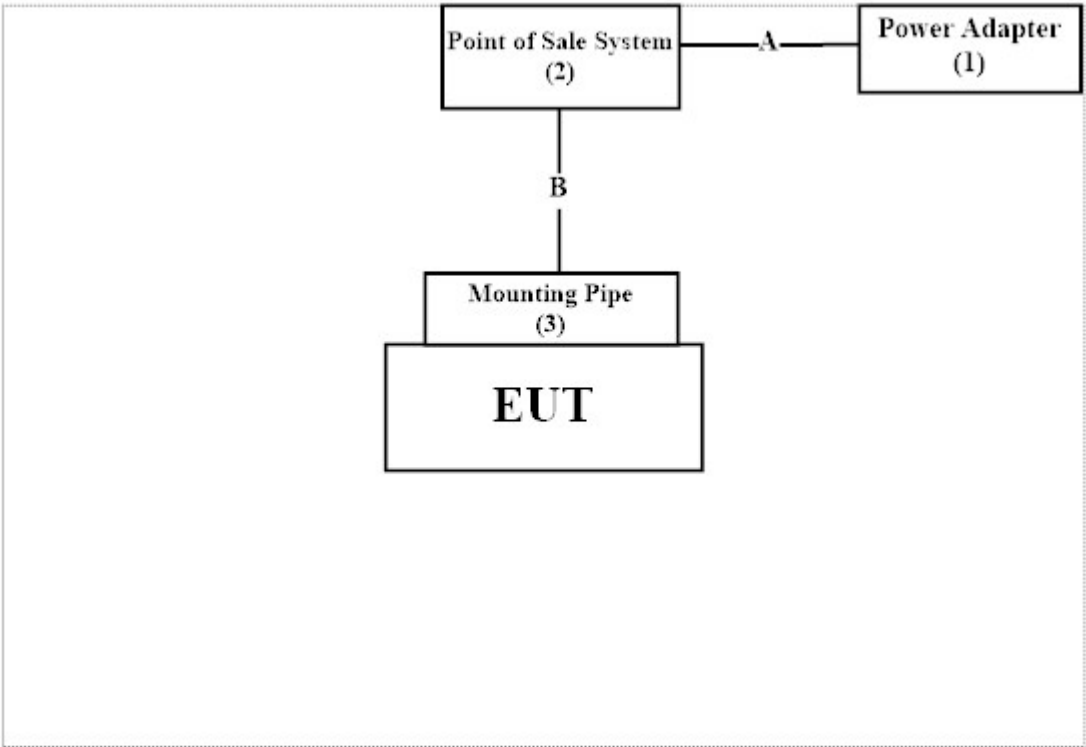 Point of Sale System
(2)
A
Power Adapter
(1)
B
Mounting Pipe
(3)
EUT